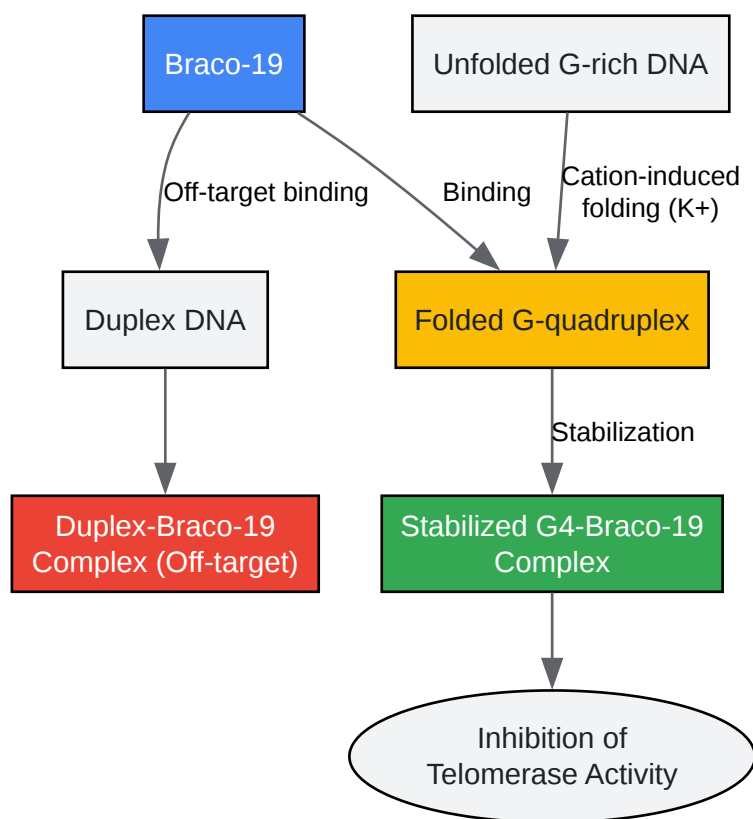 Braco-19
Unfolded G-rich DNA
Off-target binding
Binding
Cation-induced
folding (K+)
Duplex DNA
Folded G-quadruplex
Stabilization
Duplex-Braco-19
Complex (Off-target)
Stabilized G4-Braco-19
Complex
Inhibition of
Telomerase Activity